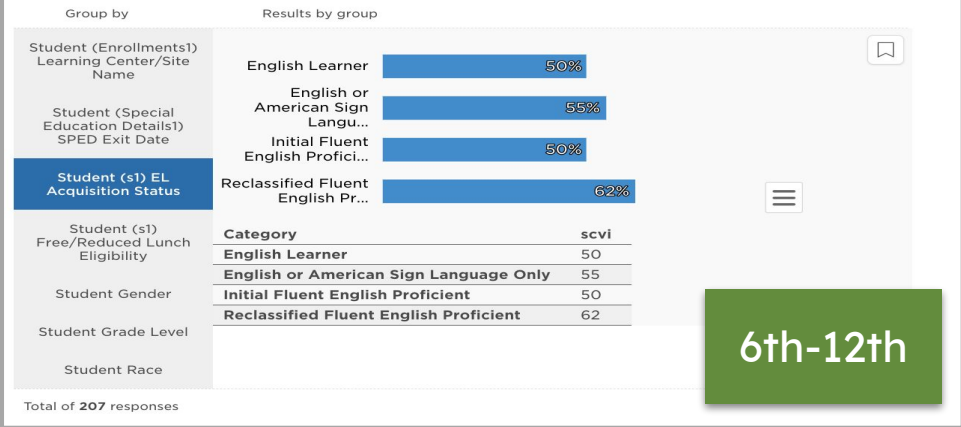 Group by
Results by group
Student (Enrollments1)
Learning Center/Site
Name
Student (Special
Education Details1)
SPED Exit Date
Student (s1) EL
Acquisition Status
Student (s1)
Free/Reduced Lunch
Eligibility
Student Gender
Student Grade Level
Student Race
English Learner 50%
English or
American Sign
Langu... 55%
Initial Fluent
English Profici... 50%
Reclassified Fluent
English Pr... 62%
Category scvi
English Learner 50
English or American Sign Language Only 55
Initial Fluent English Proficient 50
Reclassified Fluent English Proficient 62
6th-12th
Total of 207 responses